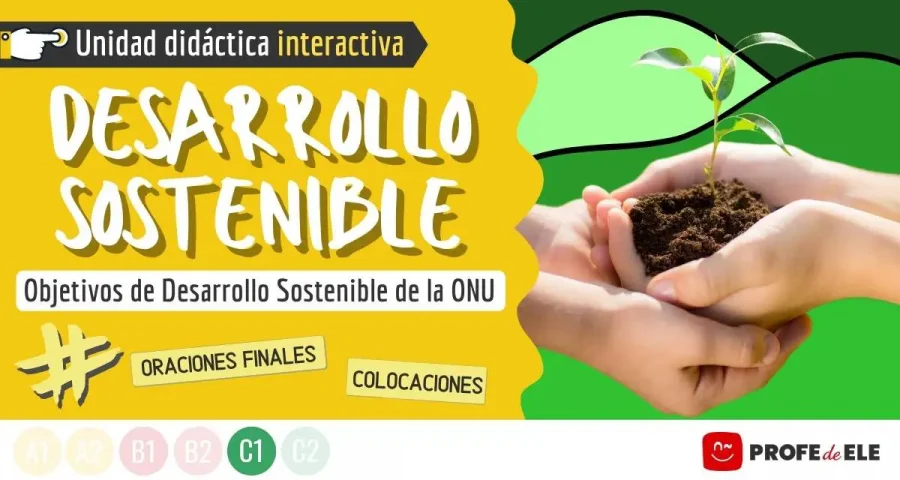 Unidad didáctica interactiva
DESARROLLO
SOSTENIBLE
Objetivos de Desarrollo Sostenible de la ONU
#
ORACIONES FINALES
COLOCACIONES
A1 A2 B1 B2 C1 C2
PROFE de ELE